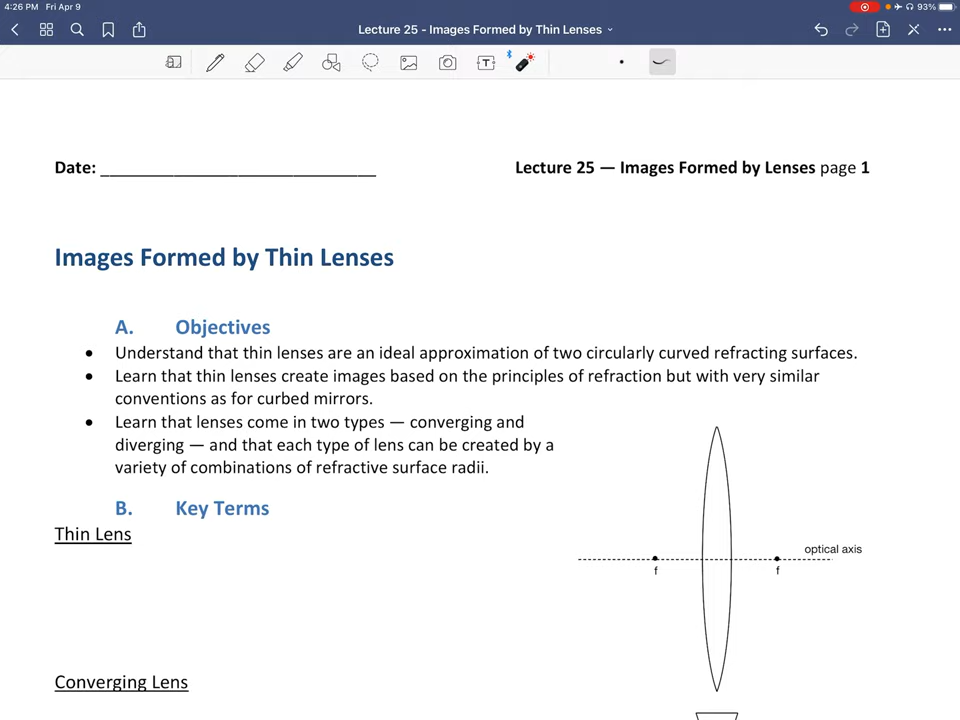 4:26 PM Fri Apr 9
93%
Lecture 25 - Images Formed by Thin Lenses
T
Date: ______________________________
Lecture 25 — Images Formed by Lenses page 1
Images Formed by Thin Lenses
A. Objectives
• Understand that thin lenses are an ideal approximation of two circularly curved refracting surfaces.
• Learn that thin lenses create images based on the principles of refraction but with very similar
conventions as for curbed mirrors.
• Learn that lenses come in two types — converging and
diverging — and that each type of lens can be created by a
variety of combinations of refractive surface radii.
B. Key Terms
Thin Lens
optical axis
f f
Converging Lens